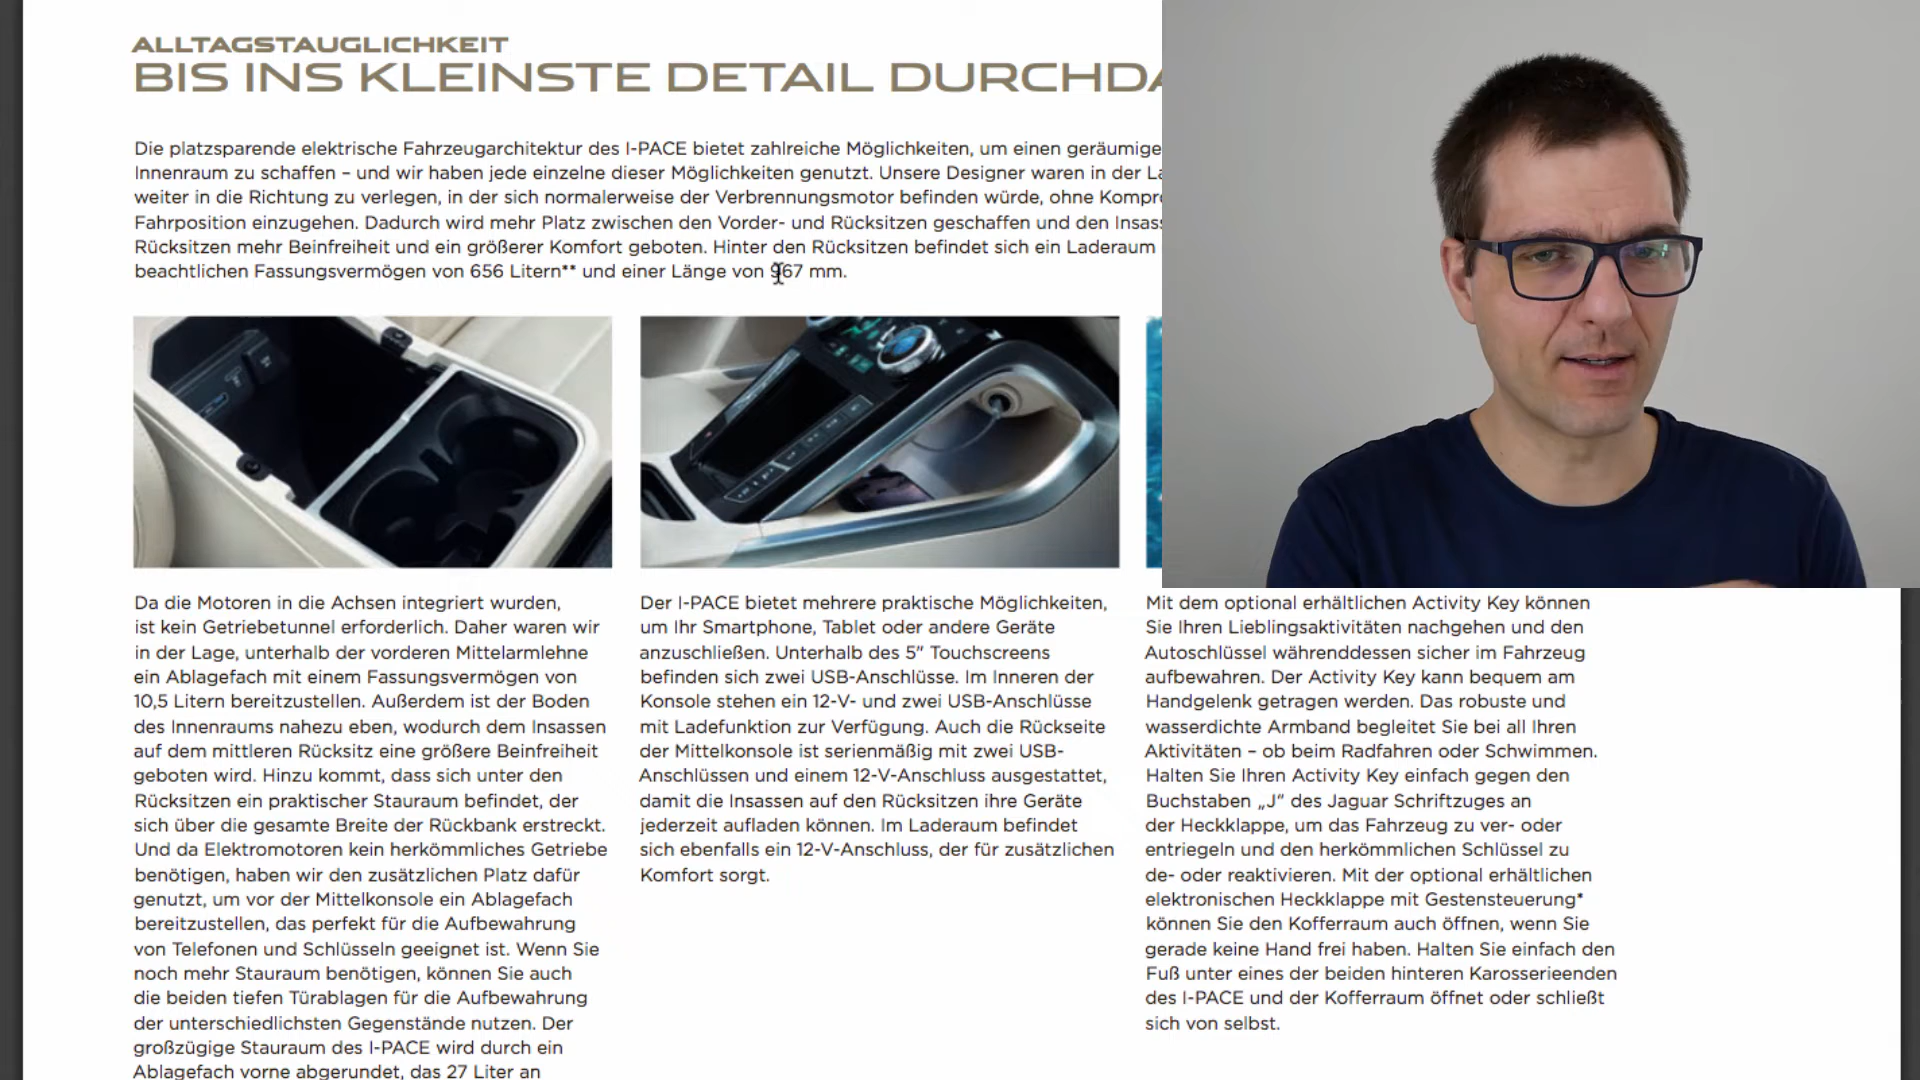 ALLTAGSTAUGLICHKEIT
BIS INS KLEINSTE DETAIL
Die platzsparende elektrische Fahrzeugarchitektur des I-PACE bietet zahlreiche Möglichkeiten, um einen
Innenraum zu schaffen – und wir haben jede einzelne dieser Möglichkeiten genutzt. Unsere Designer waren in der
weiter in die Richtung zu verlegen, in der sich normalerweise der Verbrennungsmotor befinden würde, ohne
Fahrposition einzugehen. Dadurch wird mehr Platz zwischen den Vorder- und Rücksitzen geschaffen und den
Rücksitzen mehr Beinfreiheit und ein größerer Komfort geboten. Hinter den Rücksitzen befindet sich ein Laderaum
beachtlichen Fassungsvermögen von 656 Litern** und einer Länge von 967 mm.
Da die Motoren in die Achsen integriert wurden,
ist kein Getriebetunnel erforderlich. Daher waren wir
in der Lage, unterhalb der vorderen Mittelarmlehne
ein Ablagefach mit einem Fassungsvermögen von
10,5 Litern bereitzustellen. Außerdem ist der Boden
des Innenraums nahezu eben, wodurch dem Insassen
auf dem mittleren Rücksitz eine größere Beinfreiheit
geboten wird. Hinzu kommt, dass sich unter den
Rücksitzen ein praktischer Stauraum befindet, der
sich über die gesamte Breite der Rückbank erstreckt.
Und da Elektromotoren kein herkömmliches Getriebe
benötigen, haben wir den zusätzlichen Platz dafür
genutzt, um vor der Mittelkonsole ein Ablagefach
bereitzustellen, das perfekt für die Aufbewahrung
von Telefonen und Schlüsseln geeignet ist. Wenn Sie
noch mehr Stauraum benötigen, können Sie auch
die beiden tiefen Türablagen für die Aufbewahrung
der unterschiedlichsten Gegenstände nutzen. Der
großzügige Stauraum des I-PACE wird durch ein
Ablagefach vorne abgerundet, das 27 Liter an
Der I-PACE bietet mehrere praktische Möglichkeiten,
um Ihr Smartphone, Tablet oder andere Geräte
anzuschließen. Unterhalb des 5" Touchscreens
befinden sich zwei USB-Anschlüsse. Im Inneren der
Konsole stehen ein 12-V- und zwei USB-Anschlüsse
mit Ladefunktion zur Verfügung. Auch die Rückseite
der Mittelkonsole ist serienmäßig mit zwei USB-
Anschlüssen und einem 12-V-Anschluss ausgestattet,
damit die Insassen auf den Rücksitzen ihre Geräte
jederzeit aufladen können. Im Laderaum befindet
sich ebenfalls ein 12-V-Anschluss, der für zusätzlichen
Komfort sorgt.
Mit dem optional erhältlichen Activity Key können
Sie Ihren Lieblingsaktivitäten nachgehen und den
Autoschlüssel währenddessen sicher im Fahrzeug
aufbewahren. Der Activity Key kann bequem am
Handgelenk getragen werden. Das robuste und
wasserdichte Armband begleitet Sie bei all Ihren
Aktivitäten – ob beim Radfahren oder Schwimmen.
Halten Sie Ihren Activity Key einfach gegen den
Buchstaben „J" des Jaguar Schriftzuges an
der Heckklappe, um das Fahrzeug zu ver- oder
entriegeln und den herkömmlichen Schlüssel zu
de- oder reaktivieren. Mit der optional erhältlichen
elektronischen Heckklappe mit Gestensteuerung*
können Sie den Kofferraum auch öffnen, wenn Sie
gerade keine Hand frei haben. Halten Sie einfach den
Fuß unter eines der beiden hinteren Karosserieenden
des I-PACE und der Kofferraum öffnet oder schließt
sich von selbst.